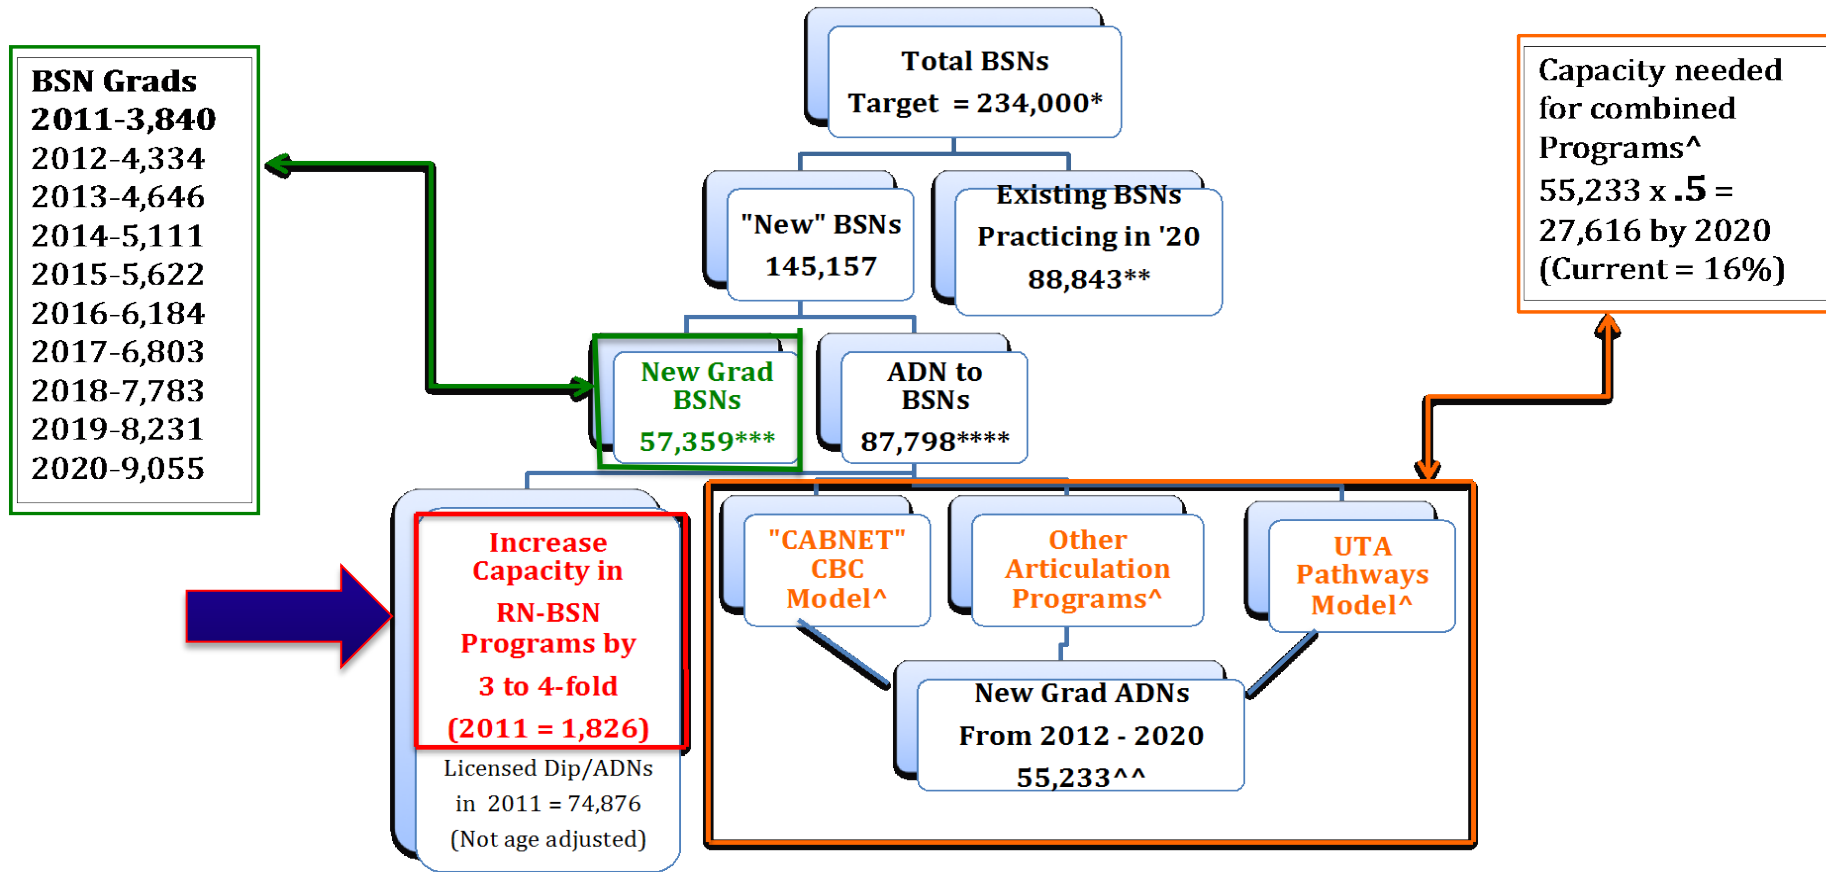 BSN Grads
2011-3,840
2012-4,334
2013-4,646
2014-5,111
2015-5,622
2016-6,184
2017-6,803
2018-7,783
2019-8,231
2020-9,055
Total BSNs
Target = 234,000*
Capacity needed
for combined
Programs^
55,233 x .5 =
27,616 by 2020
(Current = 16%)
"New" BSNs
145,157
Existing BSNs
Practicing in '20
88,843**
New Grad
BSNs
57,359***
ADN to
BSNs
87,798****
Increase
Capacity in
RN-BSN
Programs by
3 to 4-fold
(2011 = 1,826)
Licensed Dip/ADNs
in 2011 = 74,876
(Not age adjusted)
"CABNET"
CBC
Model^
Other
Articulation
Programs^
UTA
Pathways
Model^
New Grad ADNs
From 2012 - 2020
55,233^^